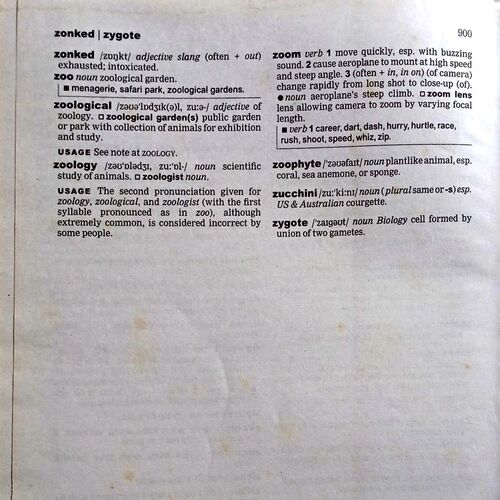 zonked | zygote
900
zonked /zɒŋkt/ adjective slang (often + out)
exhausted; intoxicated.
zoo noun zoological garden.
■ menagerie, safari park, zoological gardens.
zoological /zəʊə'lɒdʒɪk(ə)l, zu:ə-/ adjective of
zoology. □ zoological garden(s) public garden
or park with collection of animals for exhibition
and study.
USAGE See note at ZOOLOGY.
zoology /zəʊ'ɒlədʒɪ, zu:'ɒl-/ noun scientific
study of animals. □ zoologist noun.
USAGE The second pronunciation given for
zoology, zoological, and zoologist (with the first
syllable pronounced as in zoo), although
extremely common, is considered incorrect by
some people.
zoom verb 1 move quickly, esp. with buzzing
sound. 2 cause aeroplane to mount at high speed
and steep angle. 3 (often + in, in on) (of camera)
change rapidly from long shot to close-up (of).
● noun aeroplane's steep climb. □ zoom lens
lens allowing camera to zoom by varying focal
length.
■ verb 1 career, dart, dash, hurry, hurtle, race,
rush, shoot, speed, whiz, zip.
zoophyte /'zəʊəfaɪt/ noun plantlike animal, esp.
coral, sea anemone, or sponge.
zucchini /zu:'ki:nɪ/ noun (plural same or -s) esp.
US & Australian courgette.
zygote /'zaɪgəʊt/ noun Biology cell formed by
union of two gametes.